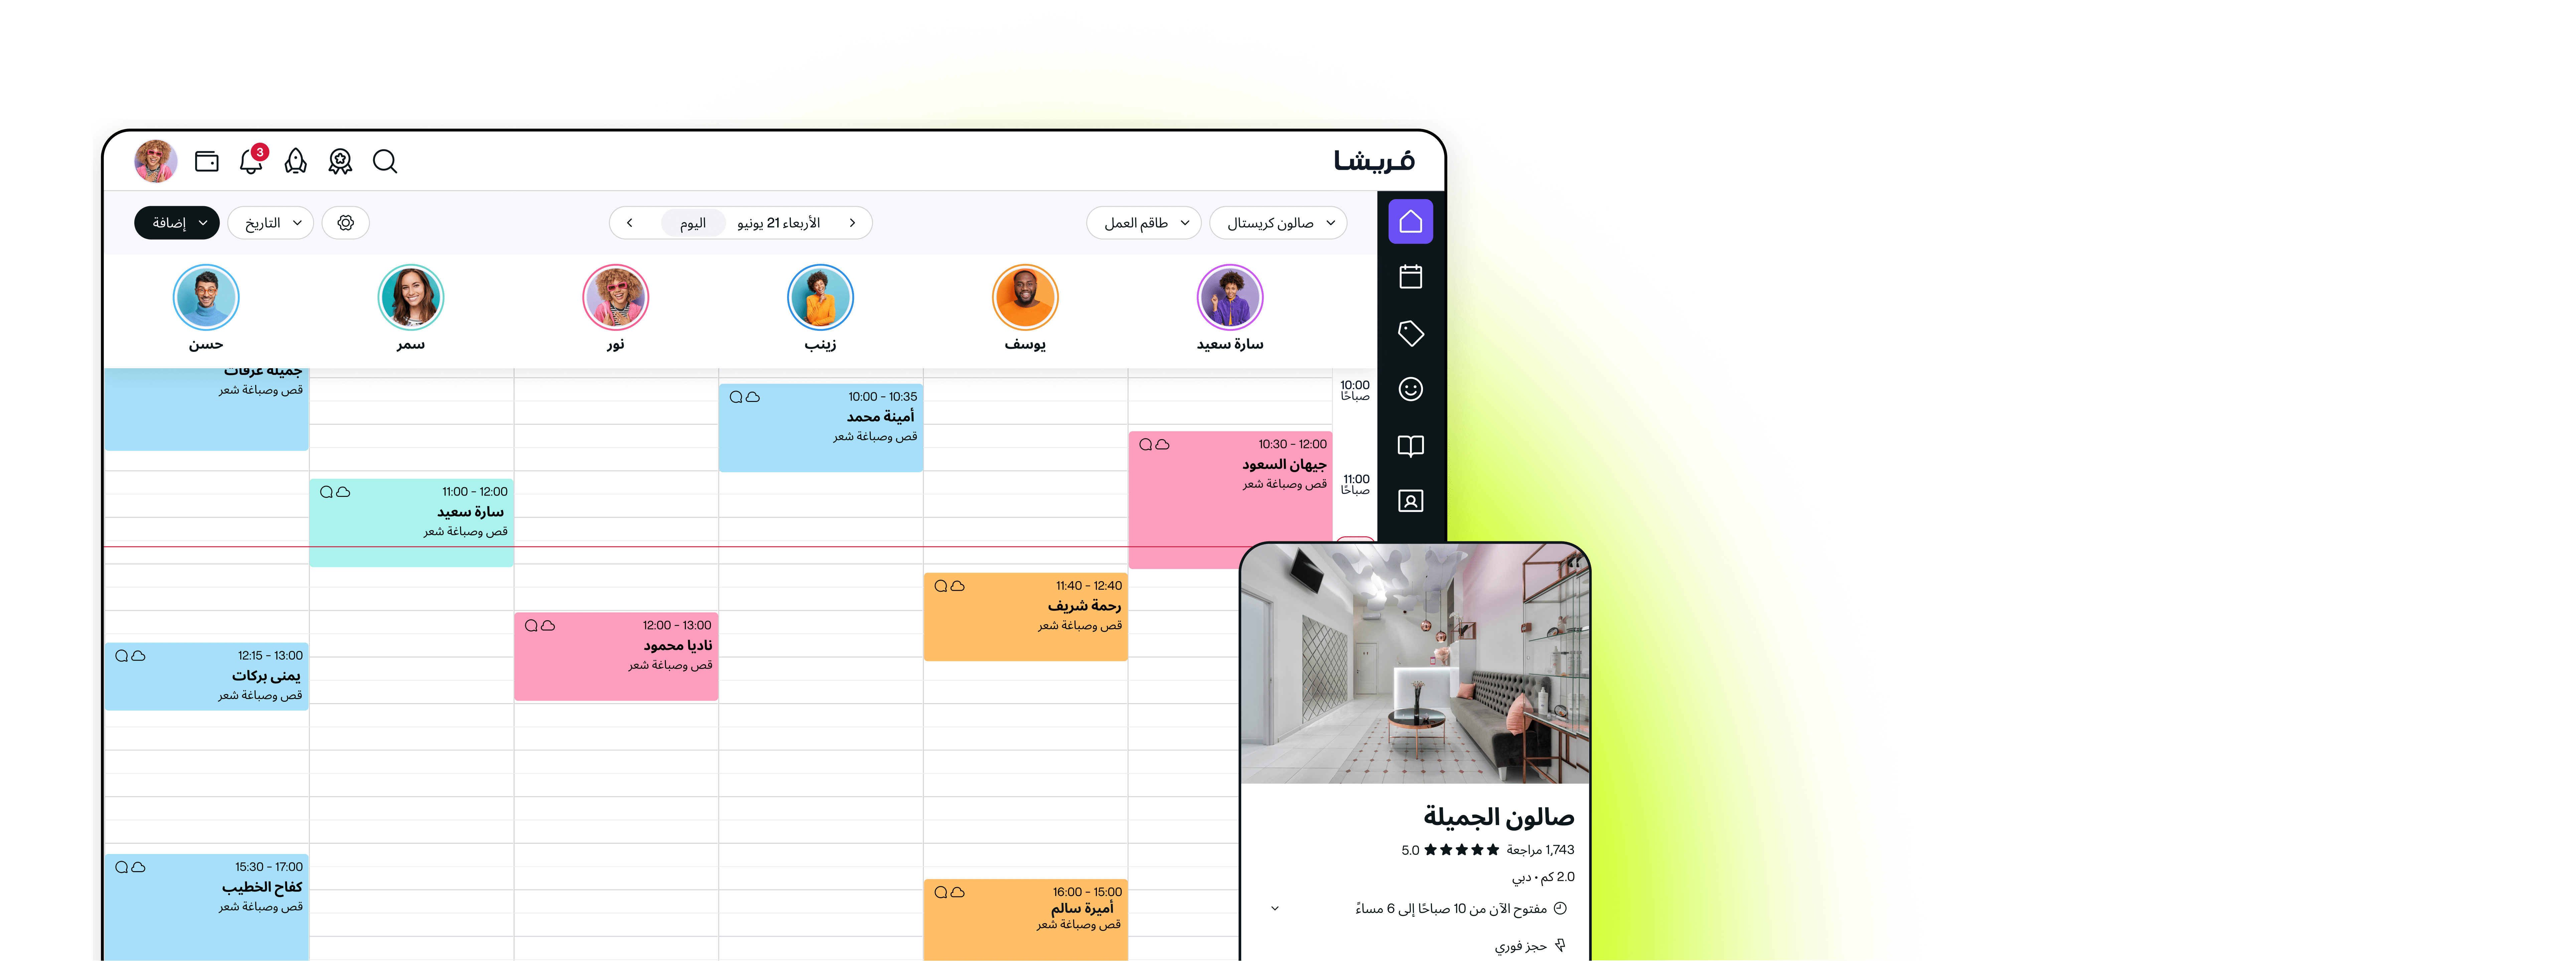 فريشا
3
صالون كريستال
طاقم العمل
الأربعاء 21 يونيو
اليوم
التاريخ
إضافة
سارة سعيد
يوسف
زينب
نور
سمر
حسن
10:00
صباحًا
11:00
صباحًا
10:30 - 12:00
جيهان السعود
قص وصباغة شعر
11:40 - 12:40
رحمة شريف
قص وصباغة شعر
16:00 - 15:00
أميرة سالم
قص وصباغة شعر
10:00 - 10:35
أمينة محمد
قص وصباغة شعر
12:00 - 13:00
ناديا محمود
قص وصباغة شعر
11:00 - 12:00
سارة سعيد
قص وصباغة شعر
جميلة عرفات
قص وصباغة شعر
12:15 - 13:00
يمنى بركات
قص وصباغة شعر
15:30 - 17:00
كفاح الخطيب
قص وصباغة شعر
صالون الجميلة
1,743 مراجعة ★★★★★ 5.0
2.0 كم • دبي
مفتوح الآن من 10 صباحًا إلى 6 مساءً
حجز فوري